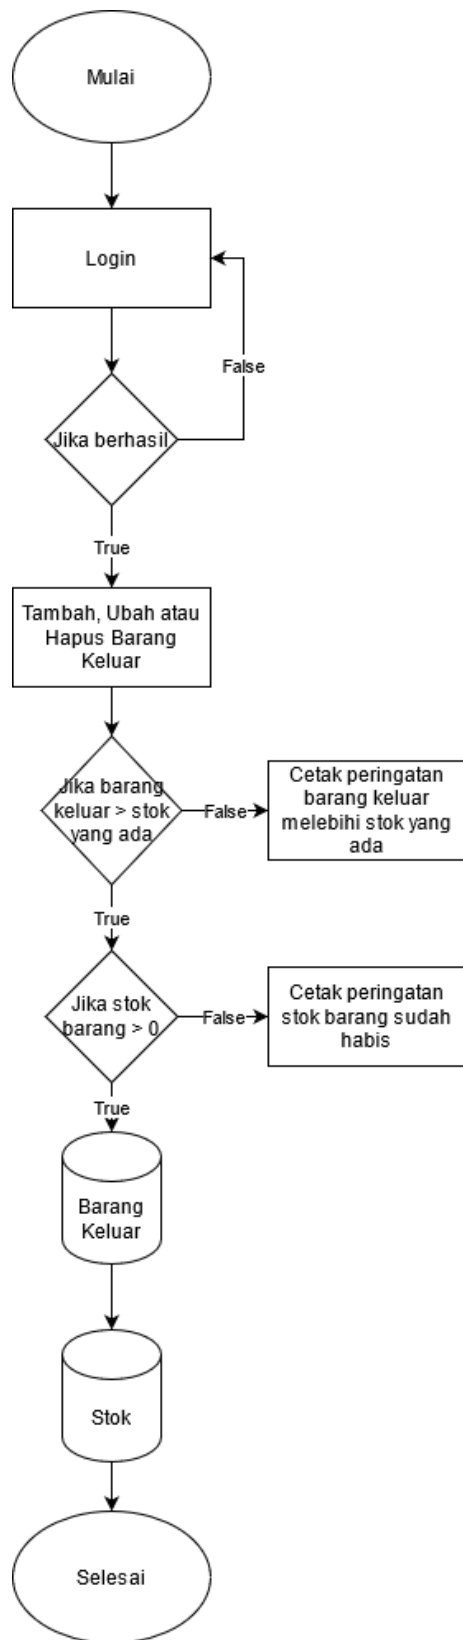 Mulai
Login
False
Jika berhasil
True
Tambah, Ubah atau
Hapus Barang
Keluar
Jika barang
keluar > stok
yang ada
False
Cetak peringatan
barang keluar
melebihi stok yang
ada
True
Jika stok
barang > 0
False
Cetak peringatan
stok barang sudah
habis
True
Barang
Keluar
Stok
Selesai